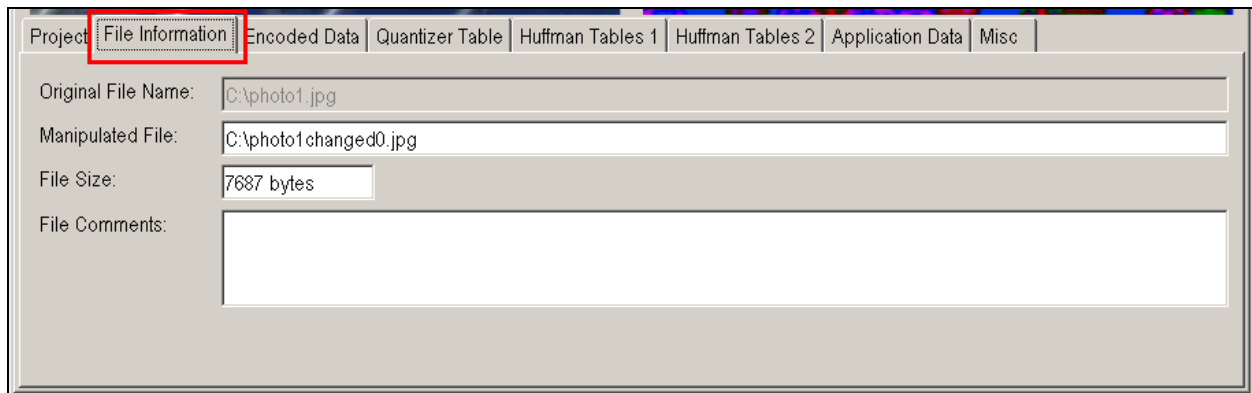 Project File Information Encoded Data Quantizer Table Huffman Tables 1 Huffman Tables 2 Application Data Misc
Original File Name: C:\photo1.jpg
Manipulated File: C:\photo1changed0.jpg
File Size: 7687 bytes
File Comments: